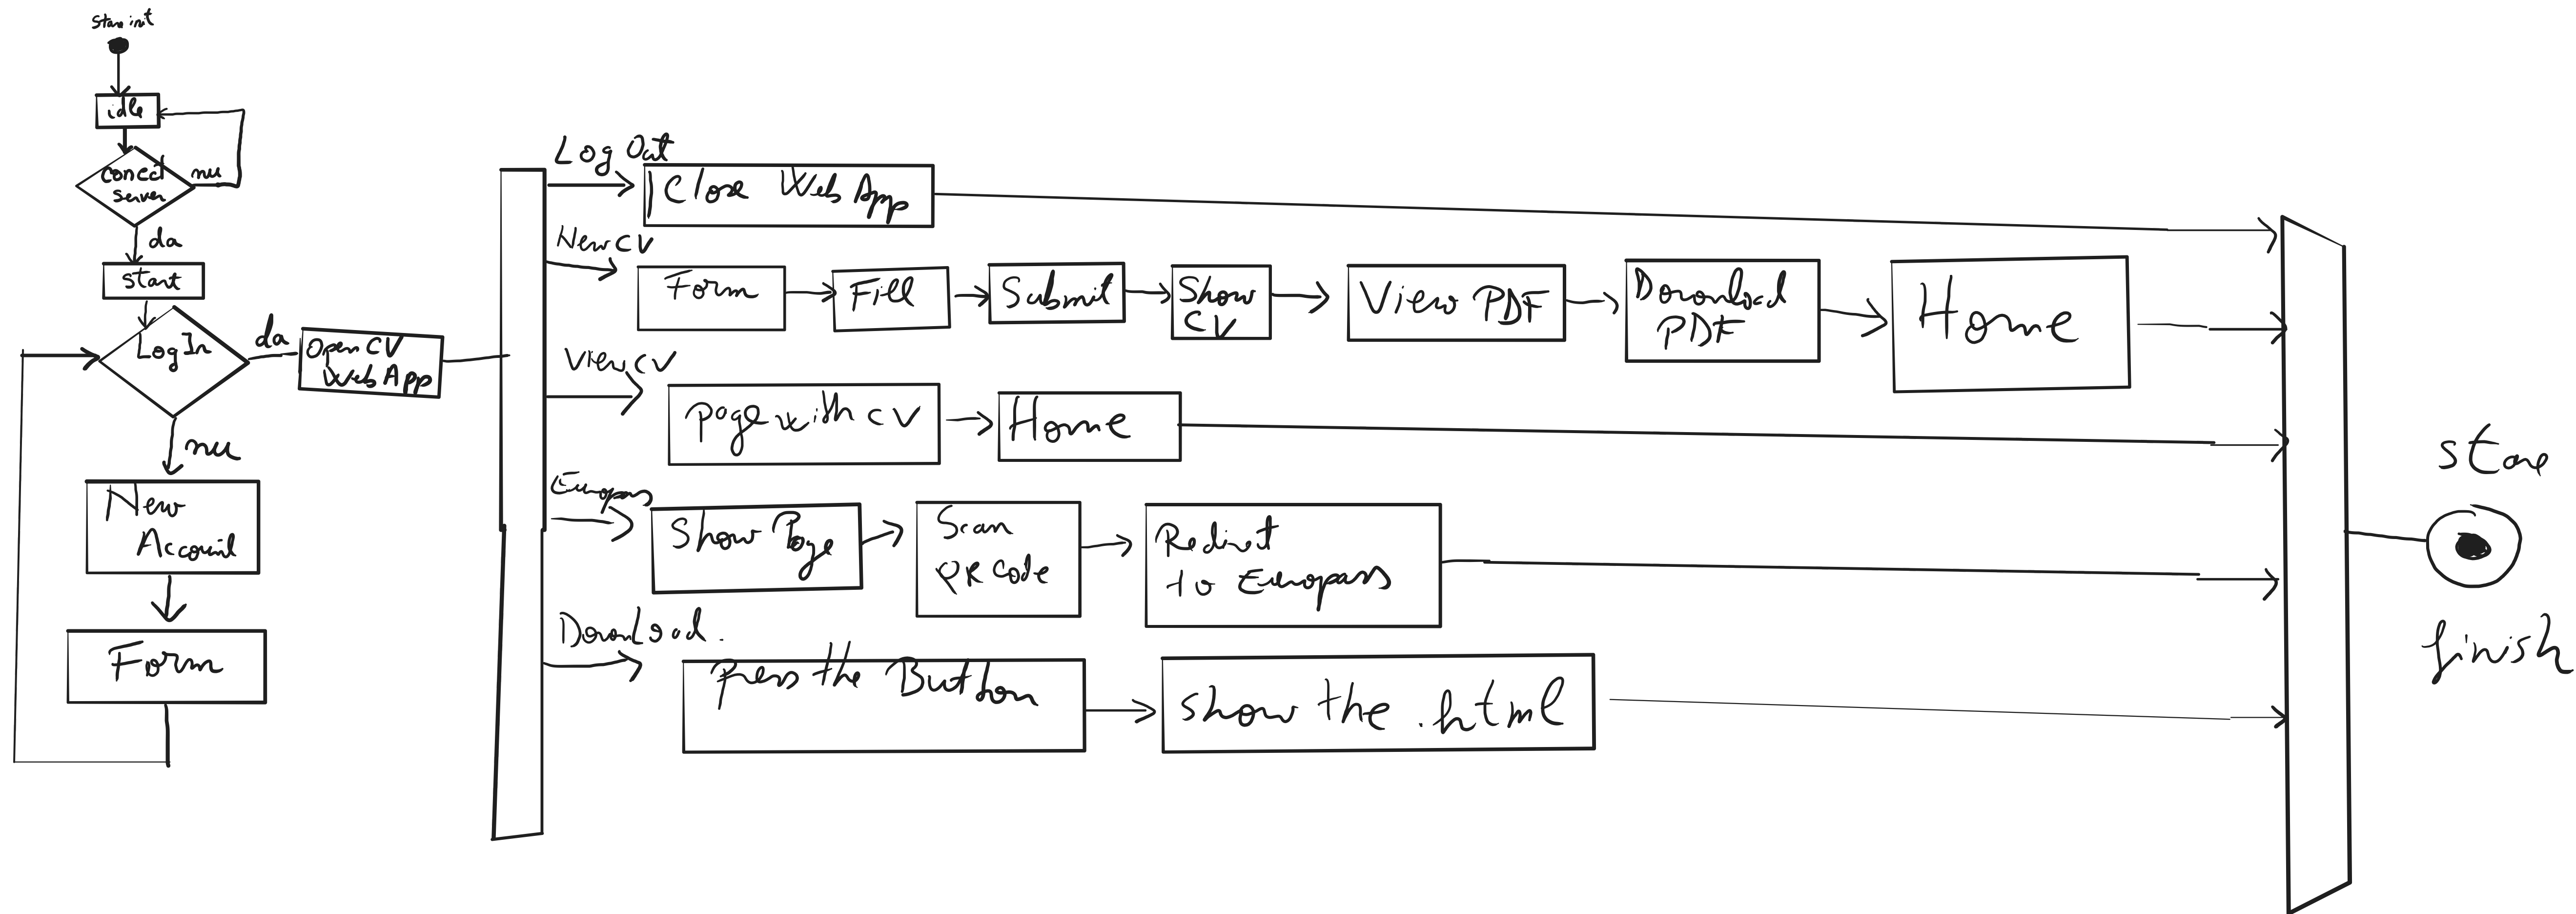 Stare init
idle
Conect
server
nu
da
start
Log In
da
Open CV
Web App
nu
New
Account
Form
Log Out
Close Web App
New CV
Form
Fill
Submit
Show
CV
View PDF
Download
PDF
Home
View CV
page with CV
Home
Europass
Show Page
Scan
QR Code
Redirect
to Europass
DownLoad.
Press the Button
show the .html
stare
finish